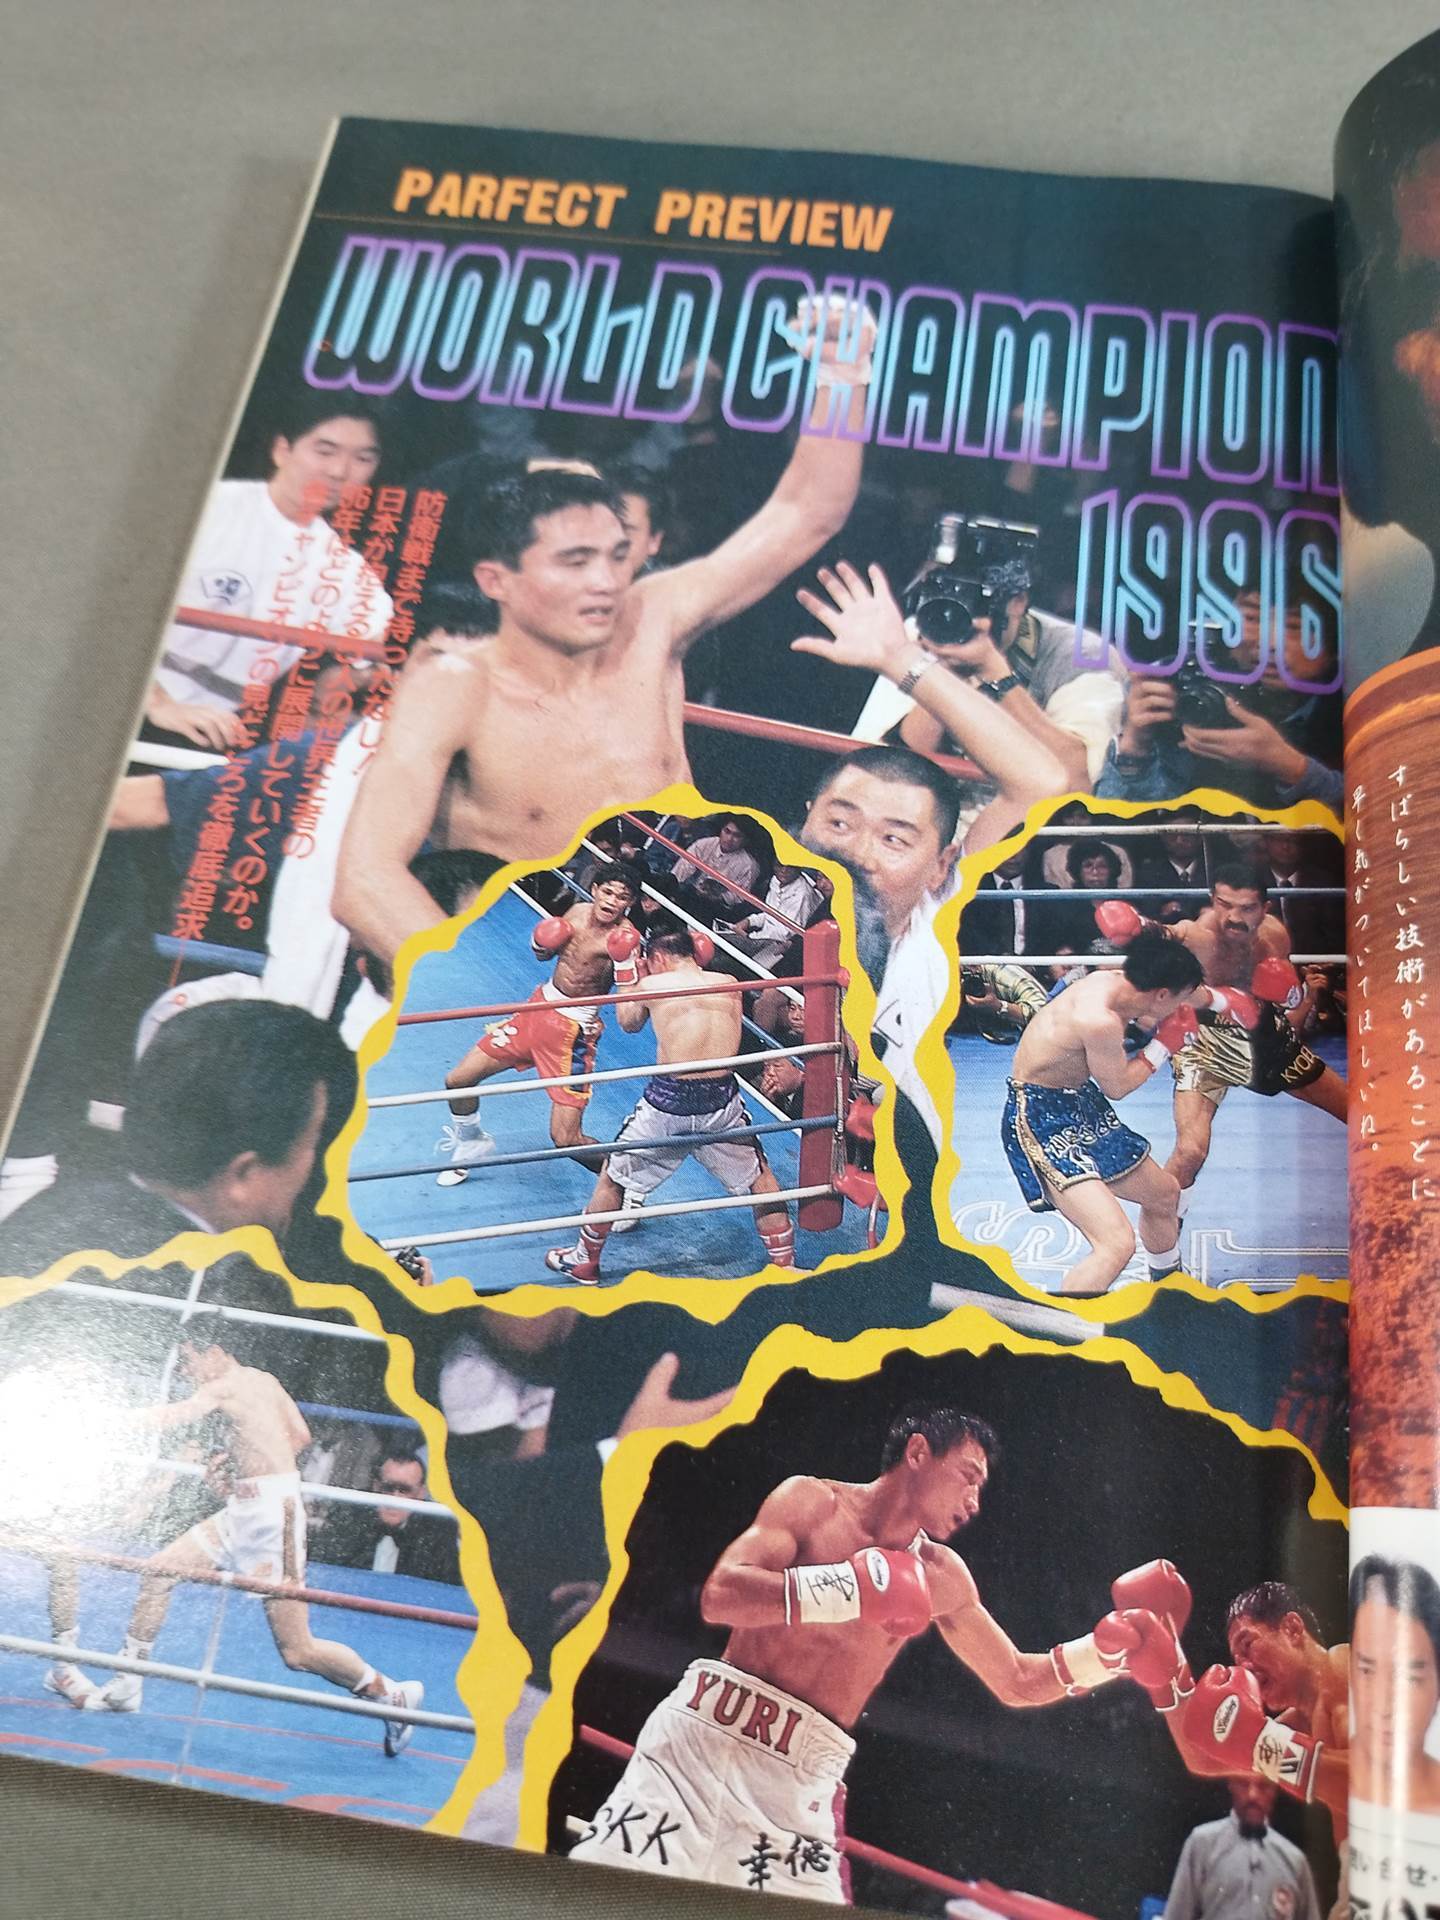 PARFECT PREVIEW
WORLD CHAMPION
1996
防衛戦まで待ったなし!
日本が抱える
人の世界王者の
96年はどのように展開していくのか。
チャンピオンの見どころを徹底追求──。
KYOEI
YURI
SKK
幸徳
すばらしい技術があることに
早く気がついてほしいね。